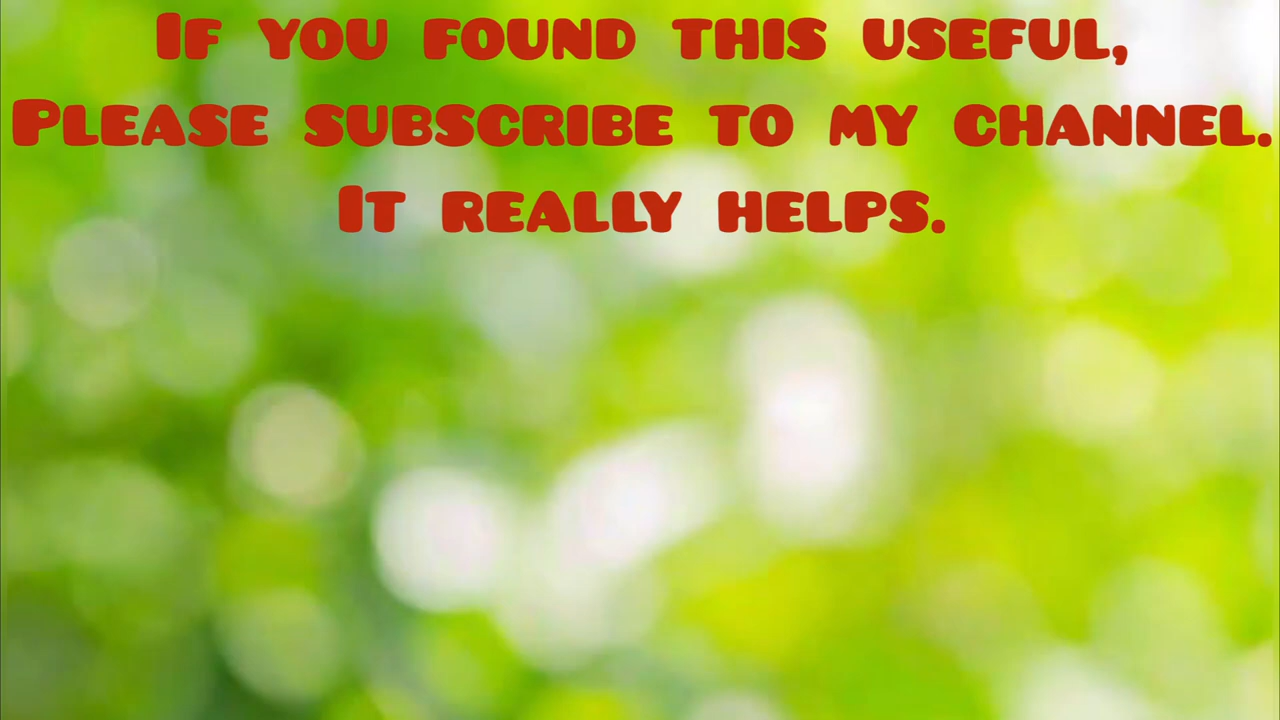 If you found this useful,
Please subscribe to my channel.
It really helps.